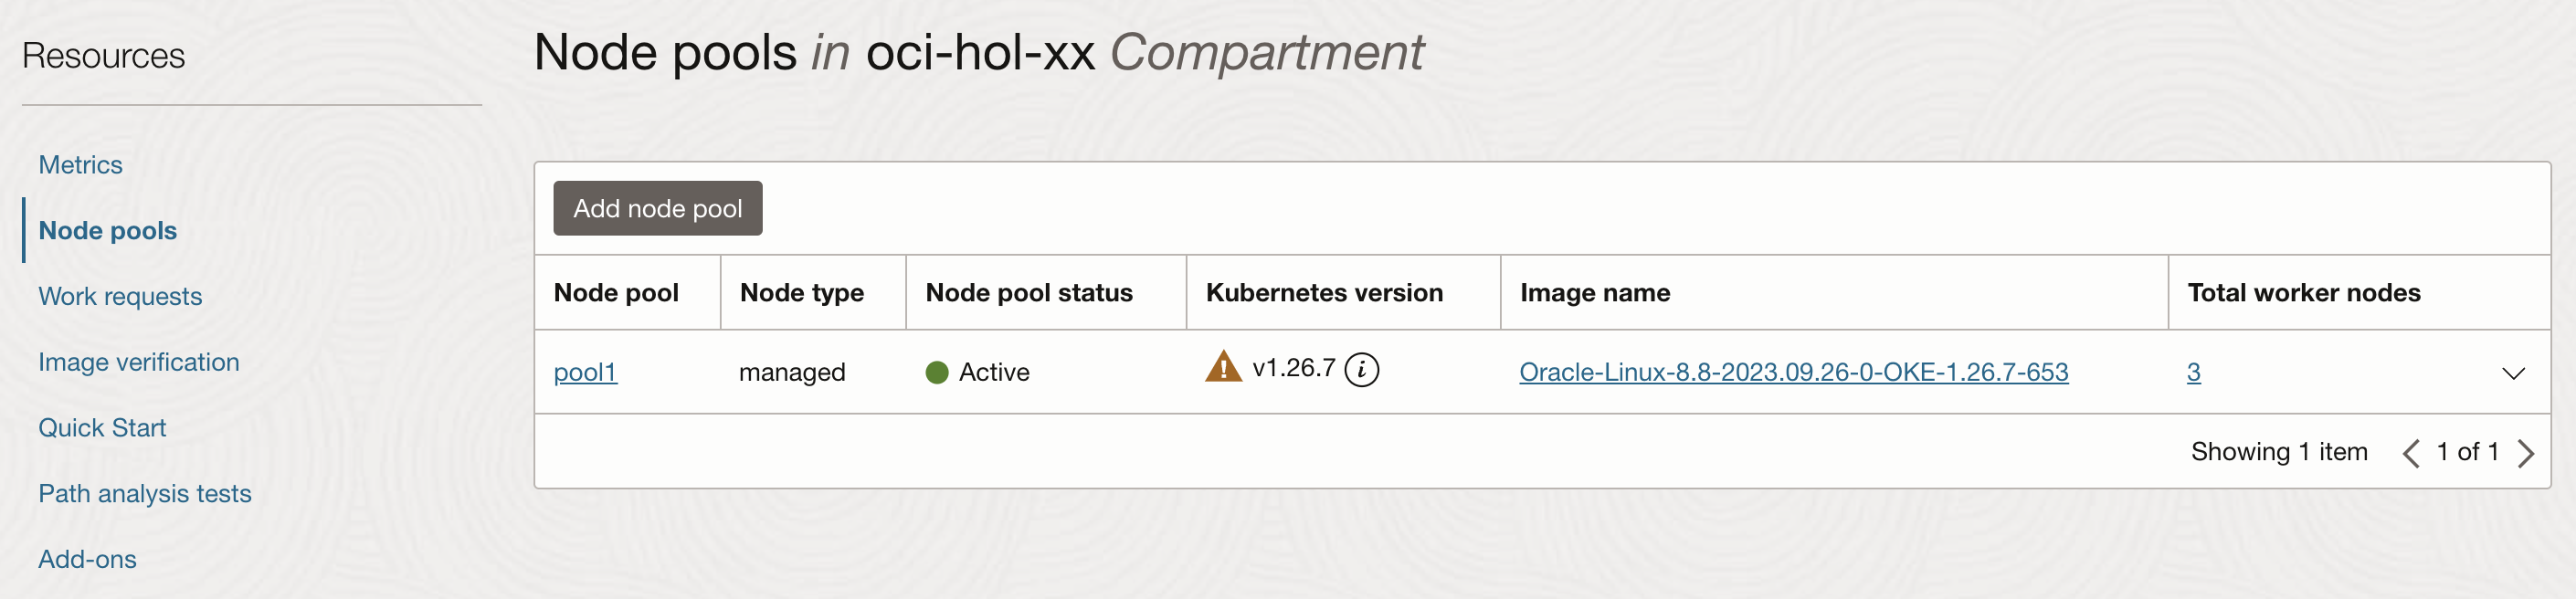 Resources
Metrics
Node pools
Work requests
Image verification
Quick Start
Path analysis tests
Add-ons
Node pools in oci-hol-xx Compartment
Add node pool
Node pool Node type Node pool status Kubernetes version Image name Total worker nodes
pool1 managed Active v1.26.7 Oracle-Linux-8.8-2023.09.26-0-OKE-1.26.7-653 3
Showing 1 item 1 of 1